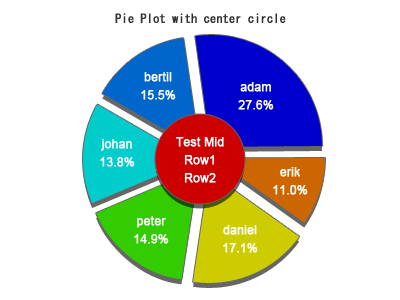 Pie Plot with center circle
adam
27.6%
bertil
15.5%
johan
13.8%
peter
14.9%
daniel
17.1%
erik
11.0%
Test Mid
Row1
Row2